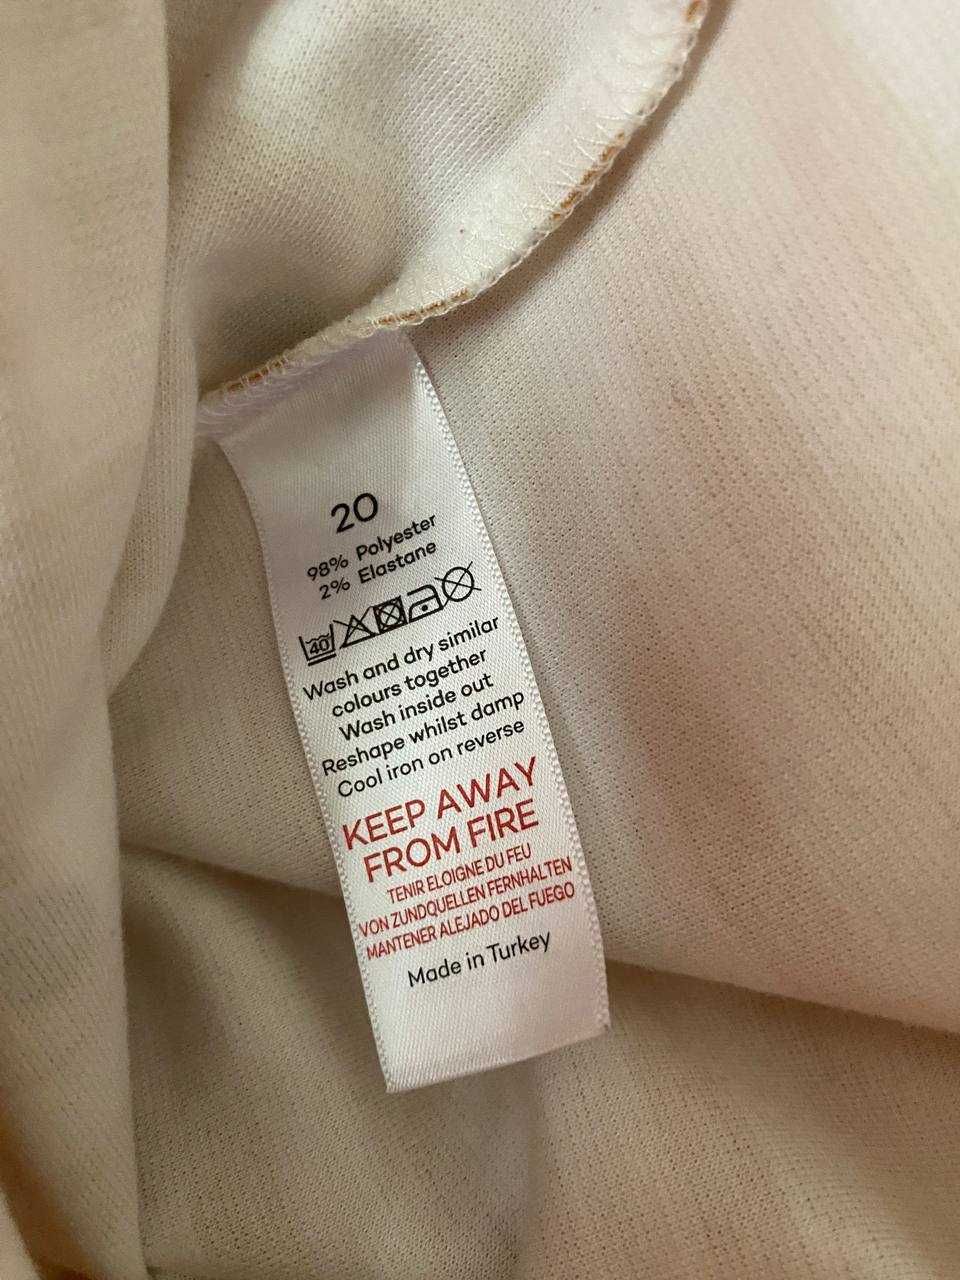 20
98% Polyester
2% Elastane
40
Wash and dry similar
colours together
Wash inside out
Reshape whilst damp
Cool iron on reverse
KEEP AWAY
FROM FIRE
TENIR ELOIGNE DU FEU
VON ZUNDQUELLEN FERNHALTEN
MANTENER ALEJADO DEL FUEGO
Made in Turkey